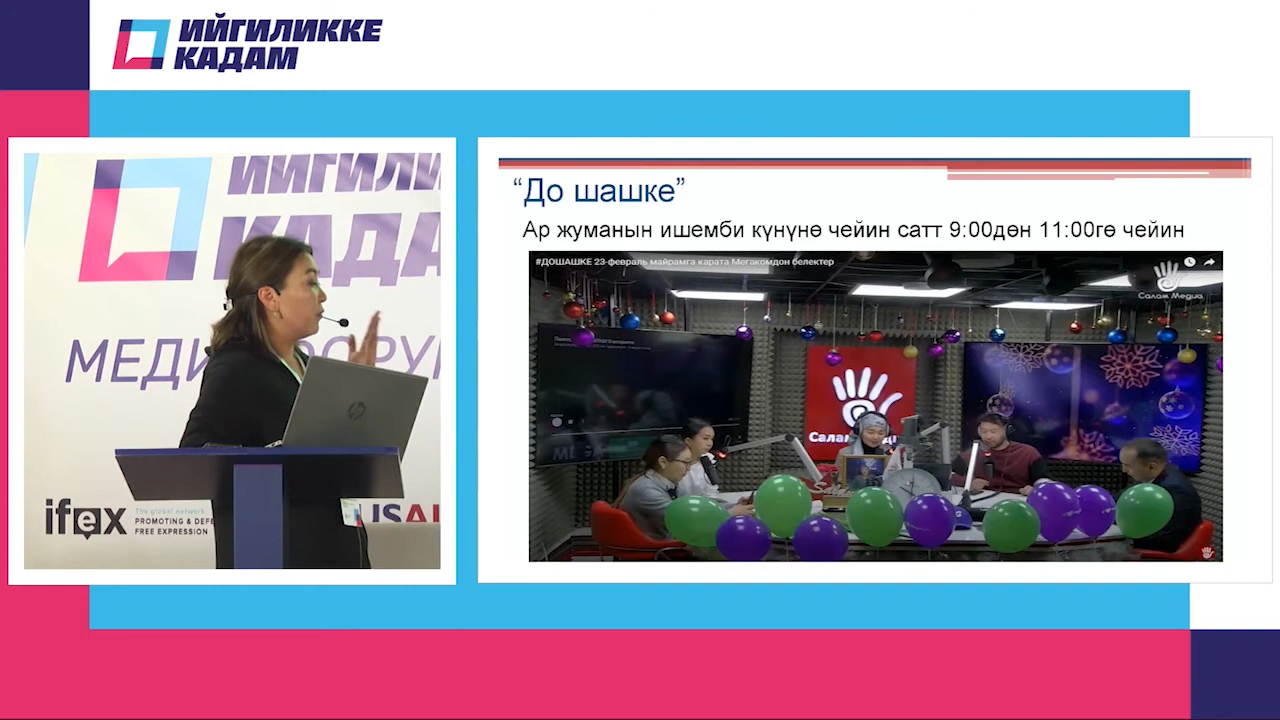 ИЙГИЛИККЕ
КАДАМ
ИЙГИЛИ
КАДА
ifex
The global network
PROMOTING & DEFE
FREE EXPRESSION
USAI
“До шашке”
Ар жуманын ишемби күнүнө чейин сатт 9:00дөн 11:00гө чейин
#ДОШАШКЕ 23-февраль майрамга карата Мегакомдон белектер
Салам Медиа